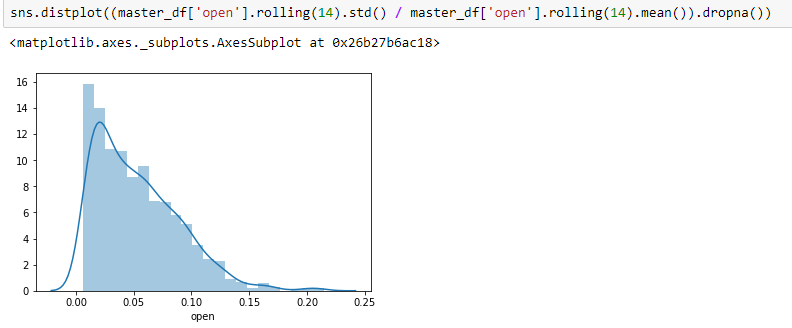 sns.distplot((master_df['open'].rolling(14).std() / master_df['open'].rolling(14).mean()).dropna())
<matplotlib.axes._subplots.AxesSubplot at 0x26b27b6ac18>
16
14
12
10
8
6
4
2
0
0.00 0.05 0.10 0.15 0.20 0.25
open